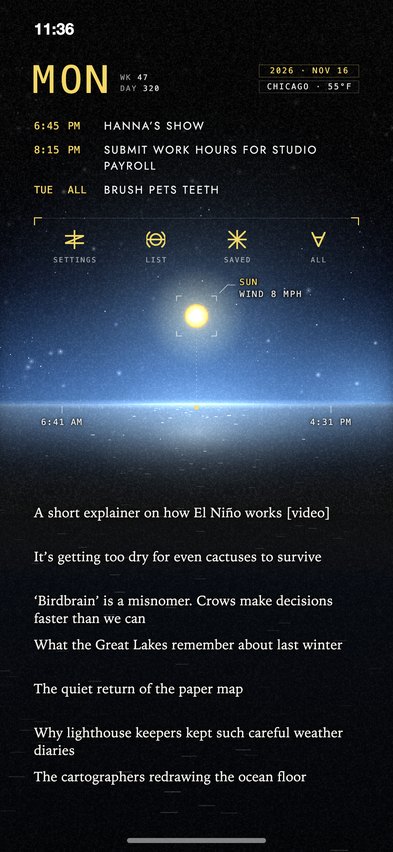 11:36
MON
WK 47
DAY 320
2026 · NOV 16
CHICAGO · 55°F
6:45 PM HANNA'S SHOW
8:15 PM SUBMIT WORK HOURS FOR STUDIO
PAYROLL
TUE ALL BRUSH PETS TEETH
SETTINGS LIST SAVED ALL
SUN
WIND 8 MPH
6:41 AM 4:31 PM
A short explainer on how El Niño works [video]
It’s getting too dry for even cactuses to survive
‘Birdbrain’ is a misnomer. Crows make decisions
faster than we can
What the Great Lakes remember about last winter
The quiet return of the paper map
Why lighthouse keepers kept such careful weather
diaries
The cartographers redrawing the ocean floor